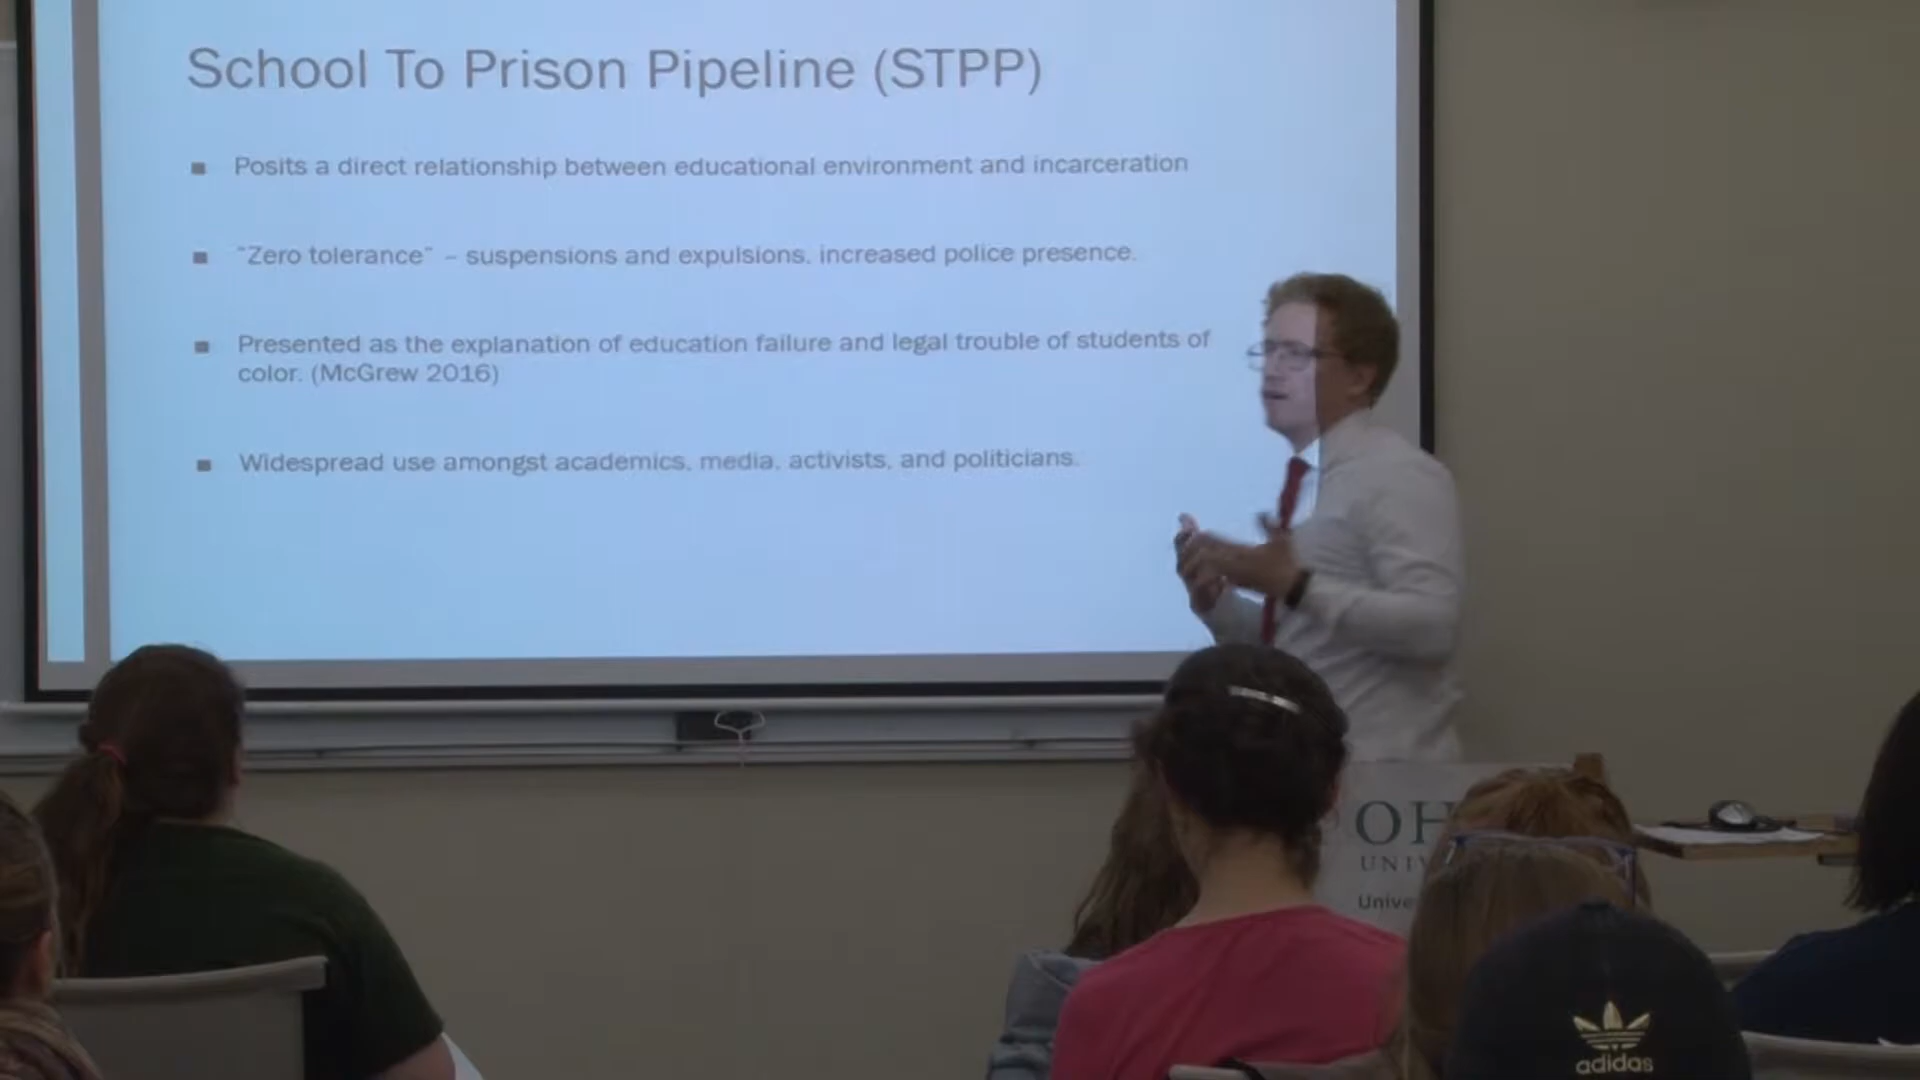 School To Prison Pipeline (STPP)
Posits a direct relationship between educational environment and incarceration
"Zero tolerance" – suspensions and expulsions, increased police presence.
Presented as the explanation of education failure and legal trouble of students of
color. (McGrew 2016)
Widespread use amongst academics, media, activists, and politicians.
OH
UNIV
Unive
adidas